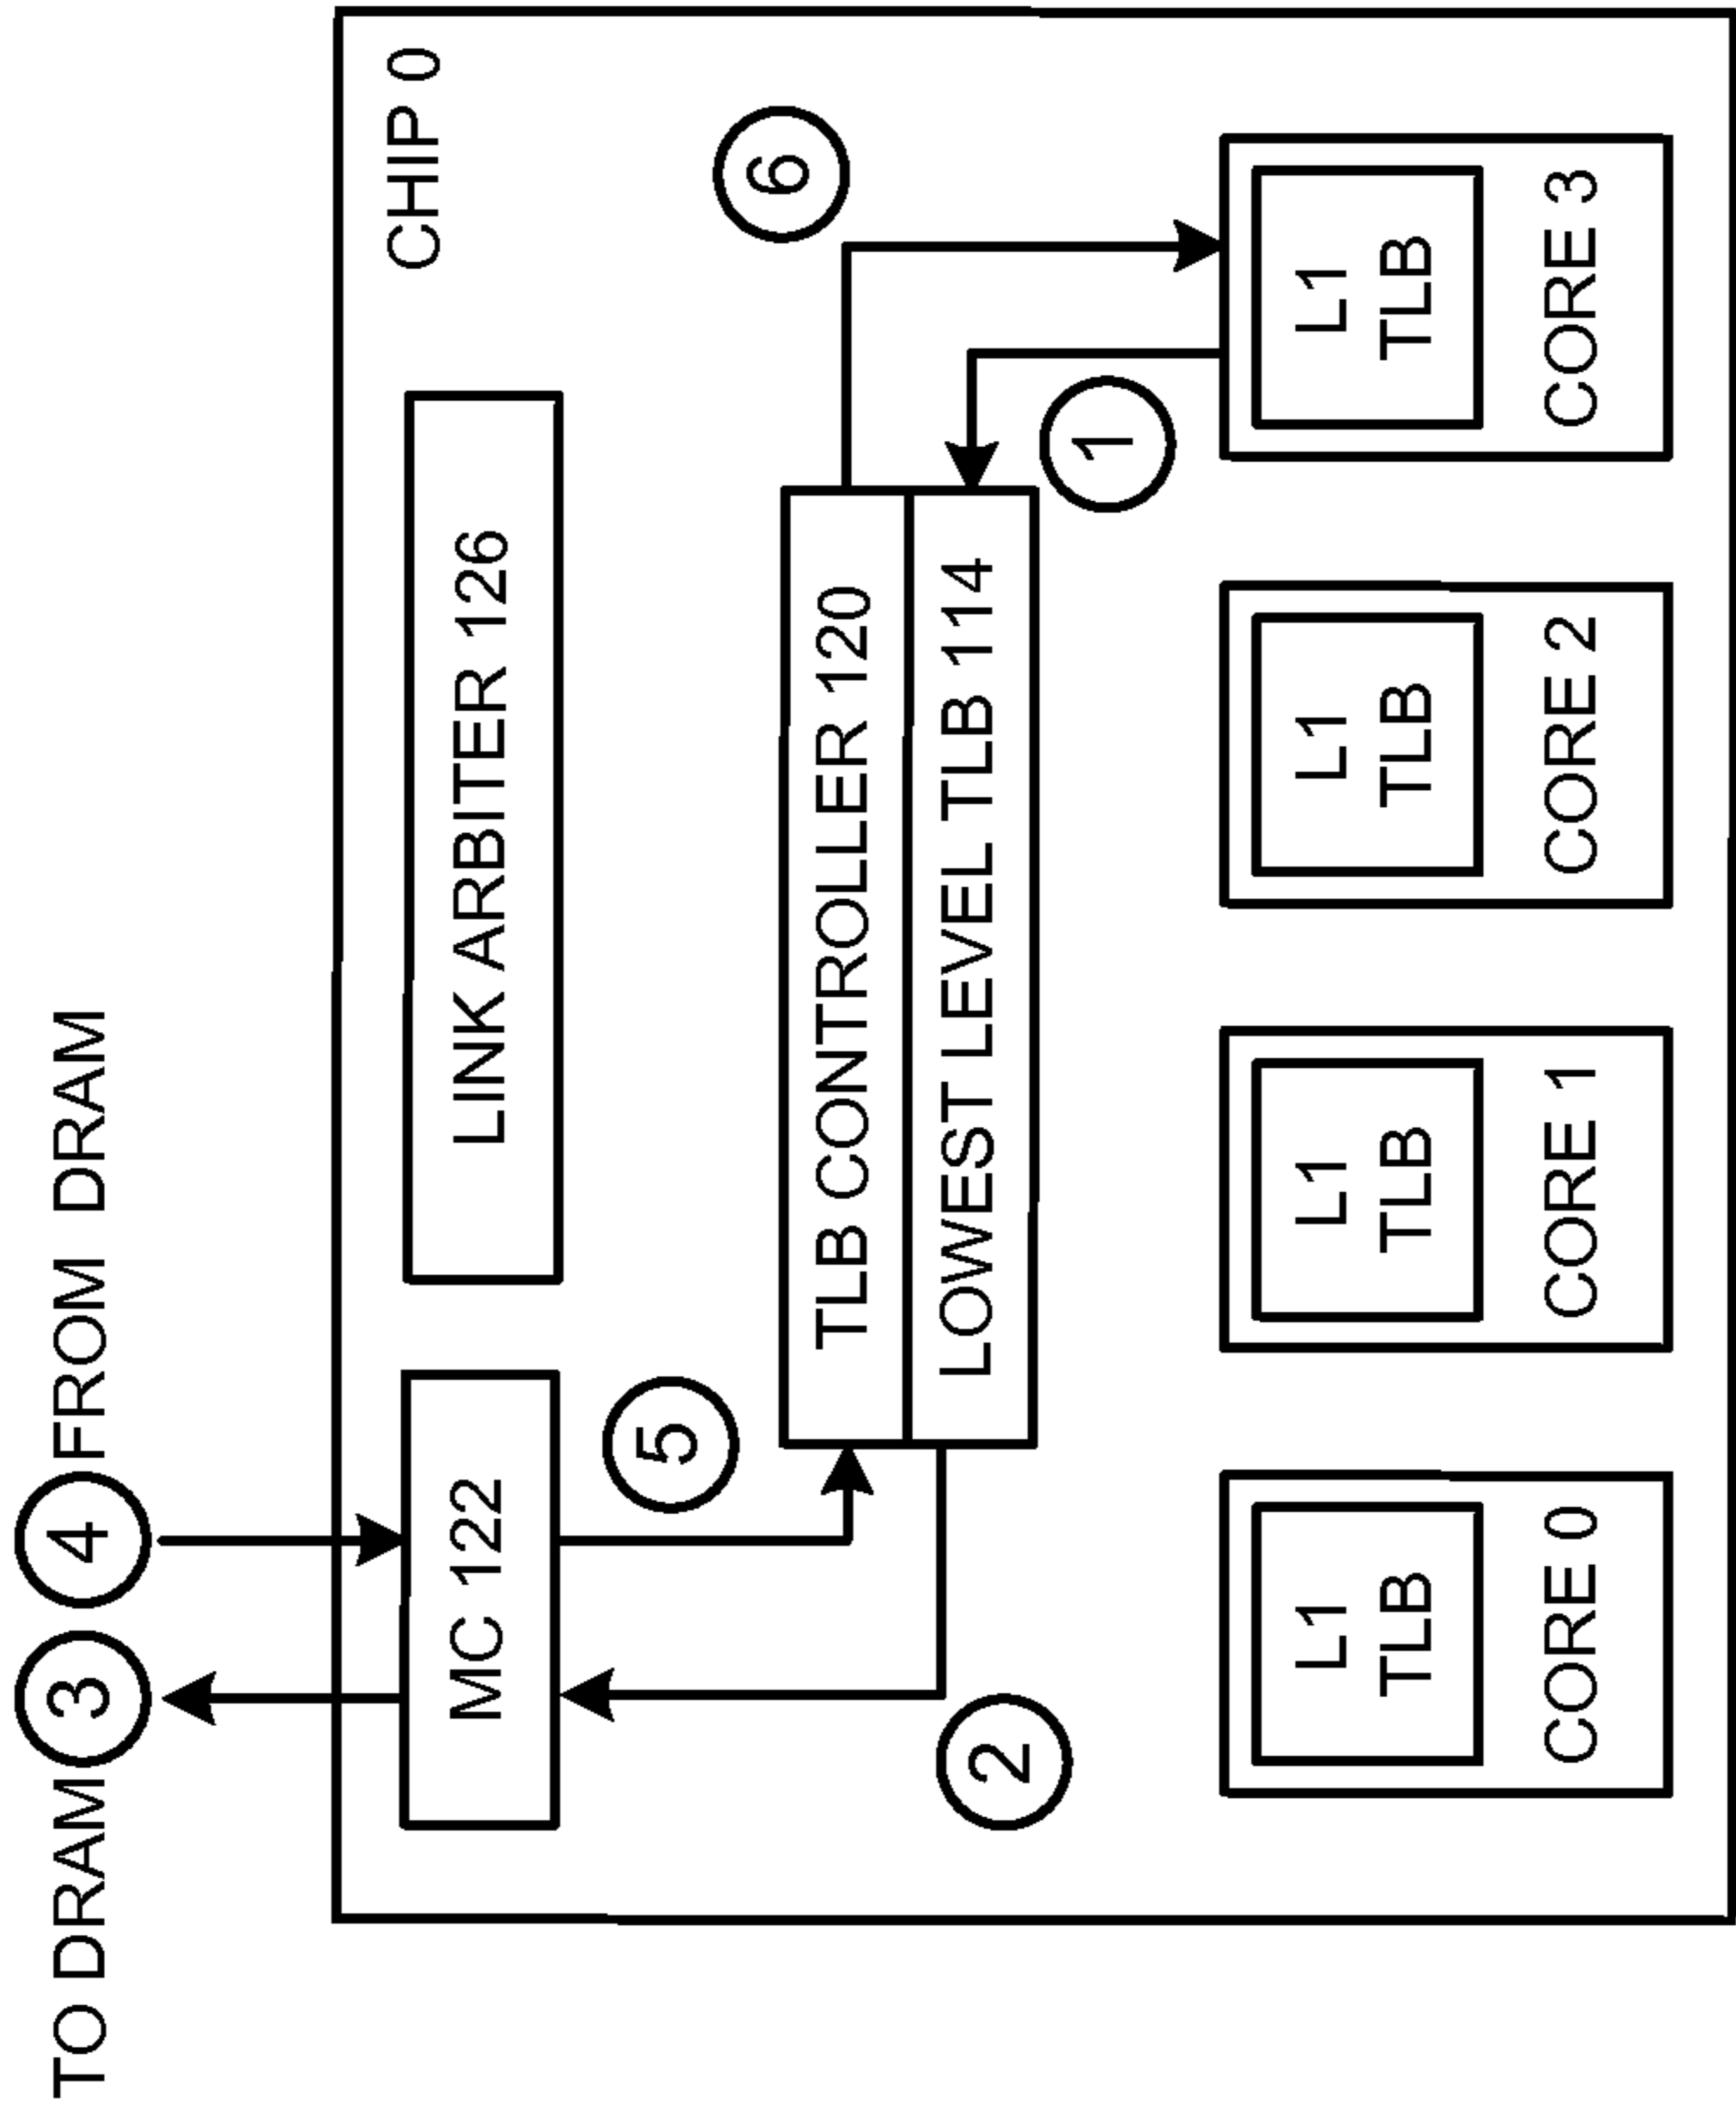 TO DRAM 3 4 FROM DRAM
CHIP 0
MC 122
LINK ARBITER 126
5
6
TLB CONTROLLER 120
LOWEST LEVEL TLB 114
2
1
L1
TLB
CORE 0
L1
TLB
CORE 1
L1
TLB
CORE 2
L1
TLB
CORE 3